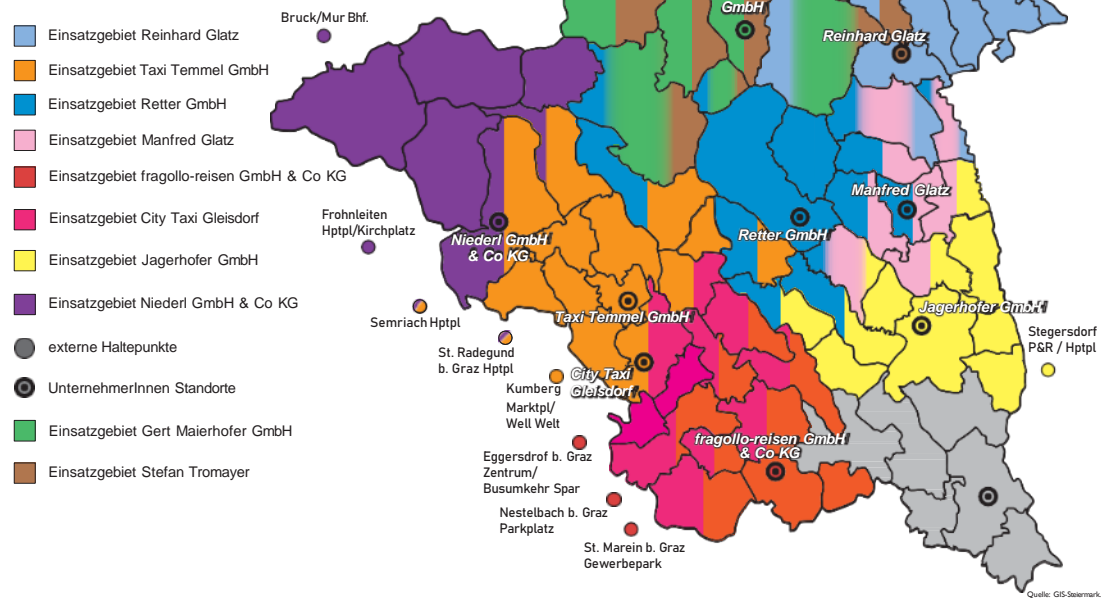 Einsatzgebiet Reinhard Glatz
Einsatzgebiet Taxi Temmel GmbH
Einsatzgebiet Retter GmbH
Einsatzgebiet Manfred Glatz
Einsatzgebiet fragollo-reisen GmbH & Co KG
Einsatzgebiet City Taxi Gleisdorf
Einsatzgebiet Jagerhofer GmbH
Einsatzgebiet Niederl GmbH & Co KG
externe Haltepunkte
UnternehmerInnen Standorte
Einsatzgebiet Gert Maierhofer GmbH
Einsatzgebiet Stefan Tromayer
Bruck/Mur Bhf.
GmbH
Reinhard Glatz
Manfred Glatz
Frohnleiten
Hptpl/Kirchplatz
Niederl GmbH
& Co KG
Retter GmbH
Semriach Hptpl
Taxi Temmel GmbH
Jagerhofer GmbH
Stegersdorf
P&R / Hptpl
St. Radegund
b. Graz Hptpl
City Taxi
Gleisdorf
Kumberg
Marktpl/
Well Welt
fragollo-reisen GmbH
& Co KG
Eggersdrof b. Graz
Zentrum/
Busumkehr Spar
Nestelbach b. Graz
Parkplatz
St. Marein b. Graz
Gewerbepark
Quelle: GIS-Steiermark.